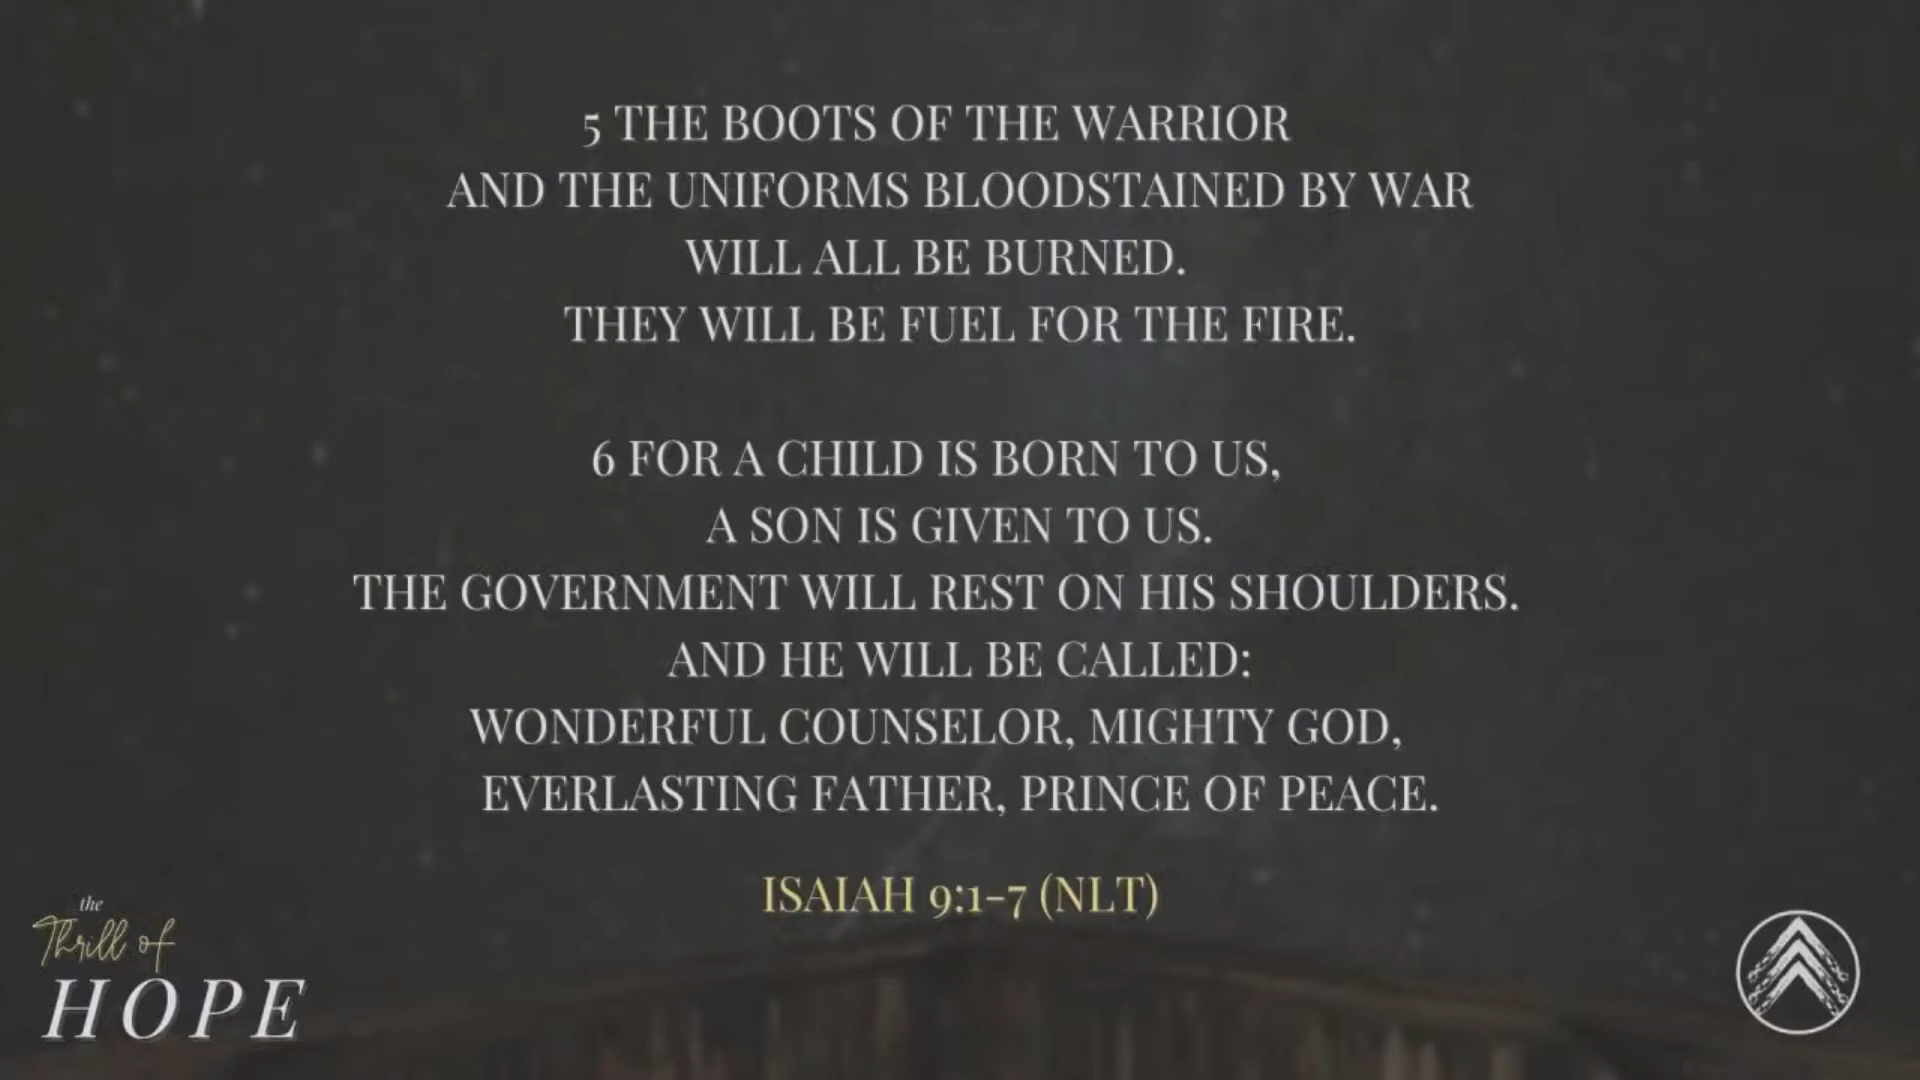 5 THE BOOTS OF THE WARRIOR
AND THE UNIFORMS BLOODSTAINED BY WAR
WILL ALL BE BURNED.
THEY WILL BE FUEL FOR THE FIRE.
6 FOR A CHILD IS BORN TO US,
A SON IS GIVEN TO US.
THE GOVERNMENT WILL REST ON HIS SHOULDERS.
AND HE WILL BE CALLED:
WONDERFUL COUNSELOR, MIGHTY GOD,
EVERLASTING FATHER, PRINCE OF PEACE.
ISAIAH 9:1-7 (NLT)
the
Thrill of
HOPE